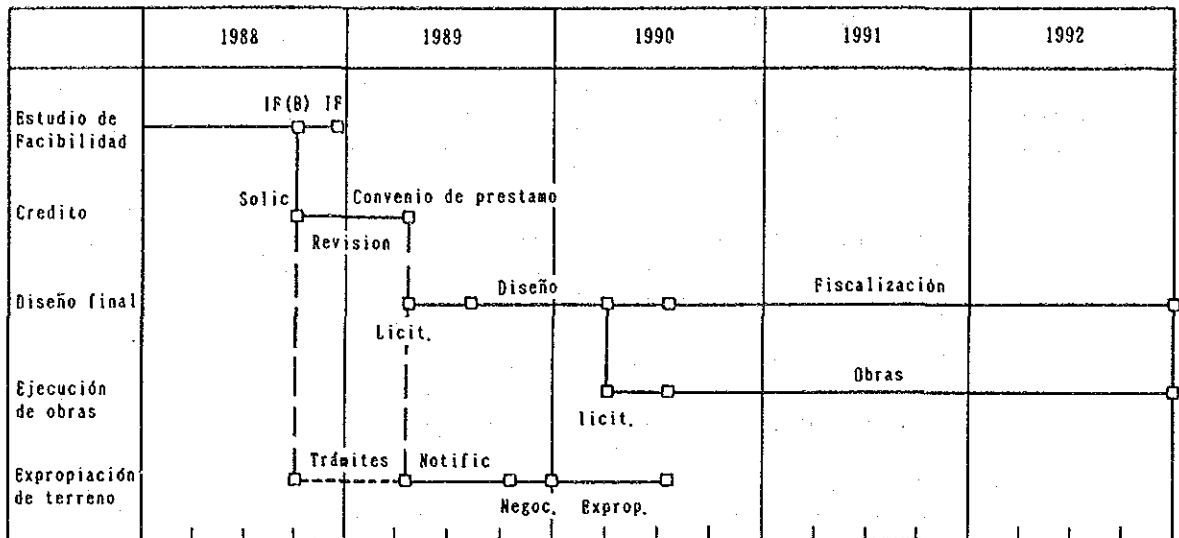 1988 1989 1990 1991 1992
IF(B) IF
Estudio de
Facibilidad
Solic Convenio de prestamo
Credito
Revision
Diseño Fiscalización
Diseño final
Licit.
Obras
Ejecución
de obras
licit.
Trámites Notific
Expropiación
de terreno
Negoc. Exprop.